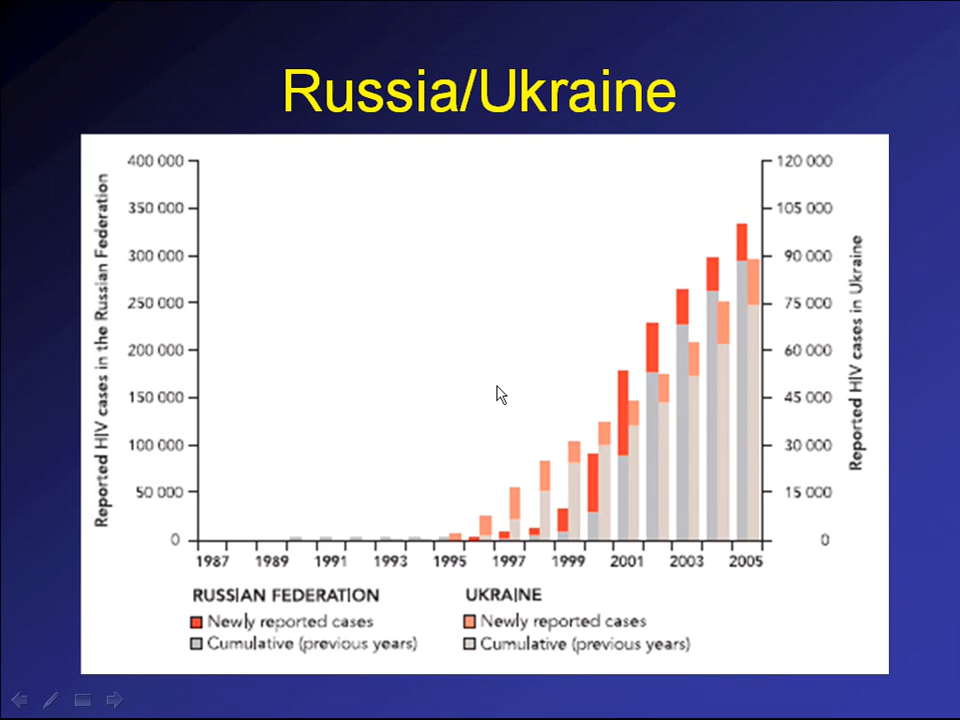 Russia/Ukraine
Reported HIV cases in the Russian Federation
400 000
350 000
300 000
250 000
200 000
150 000
100 000
50 000
0
120 000
105 000
90 000
75 000
60 000
45 000
30 000
15 000
0
Reported HIV cases in Ukraine
1987 1989 1991 1993 1995 1997 1999 2001 2003 2005
RUSSIAN FEDERATION
Newly reported cases
Cumulative (previous years)
UKRAINE
Newly reported cases
Cumulative (previous years)